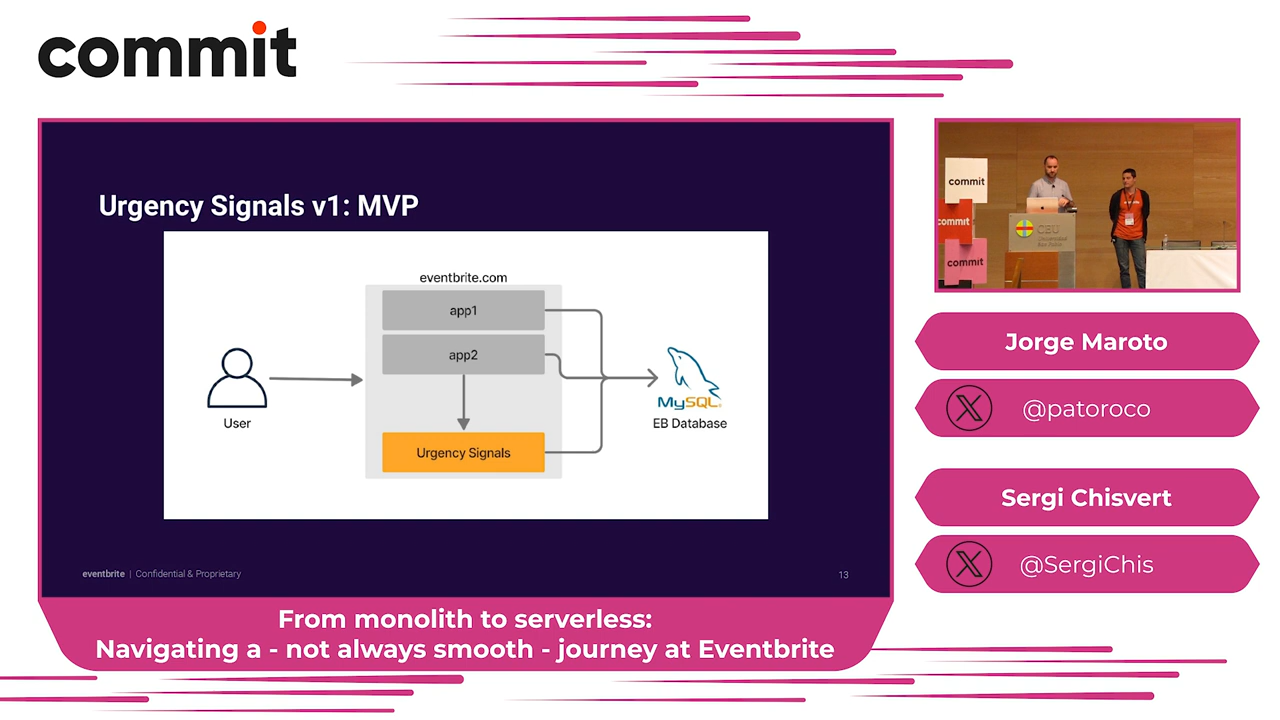 commit
Urgency Signals v1: MVP
eventbrite.com
app1
app2
Urgency Signals
User
MySQL
EB Database
eventbrite | Confidential & Proprietary
13
From monolith to serverless:
Navigating a - not always smooth - journey at Eventbrite
commit
commit
commit
CEU
Jorge Maroto
@patoroco
Sergi Chisvert
@SergiChis